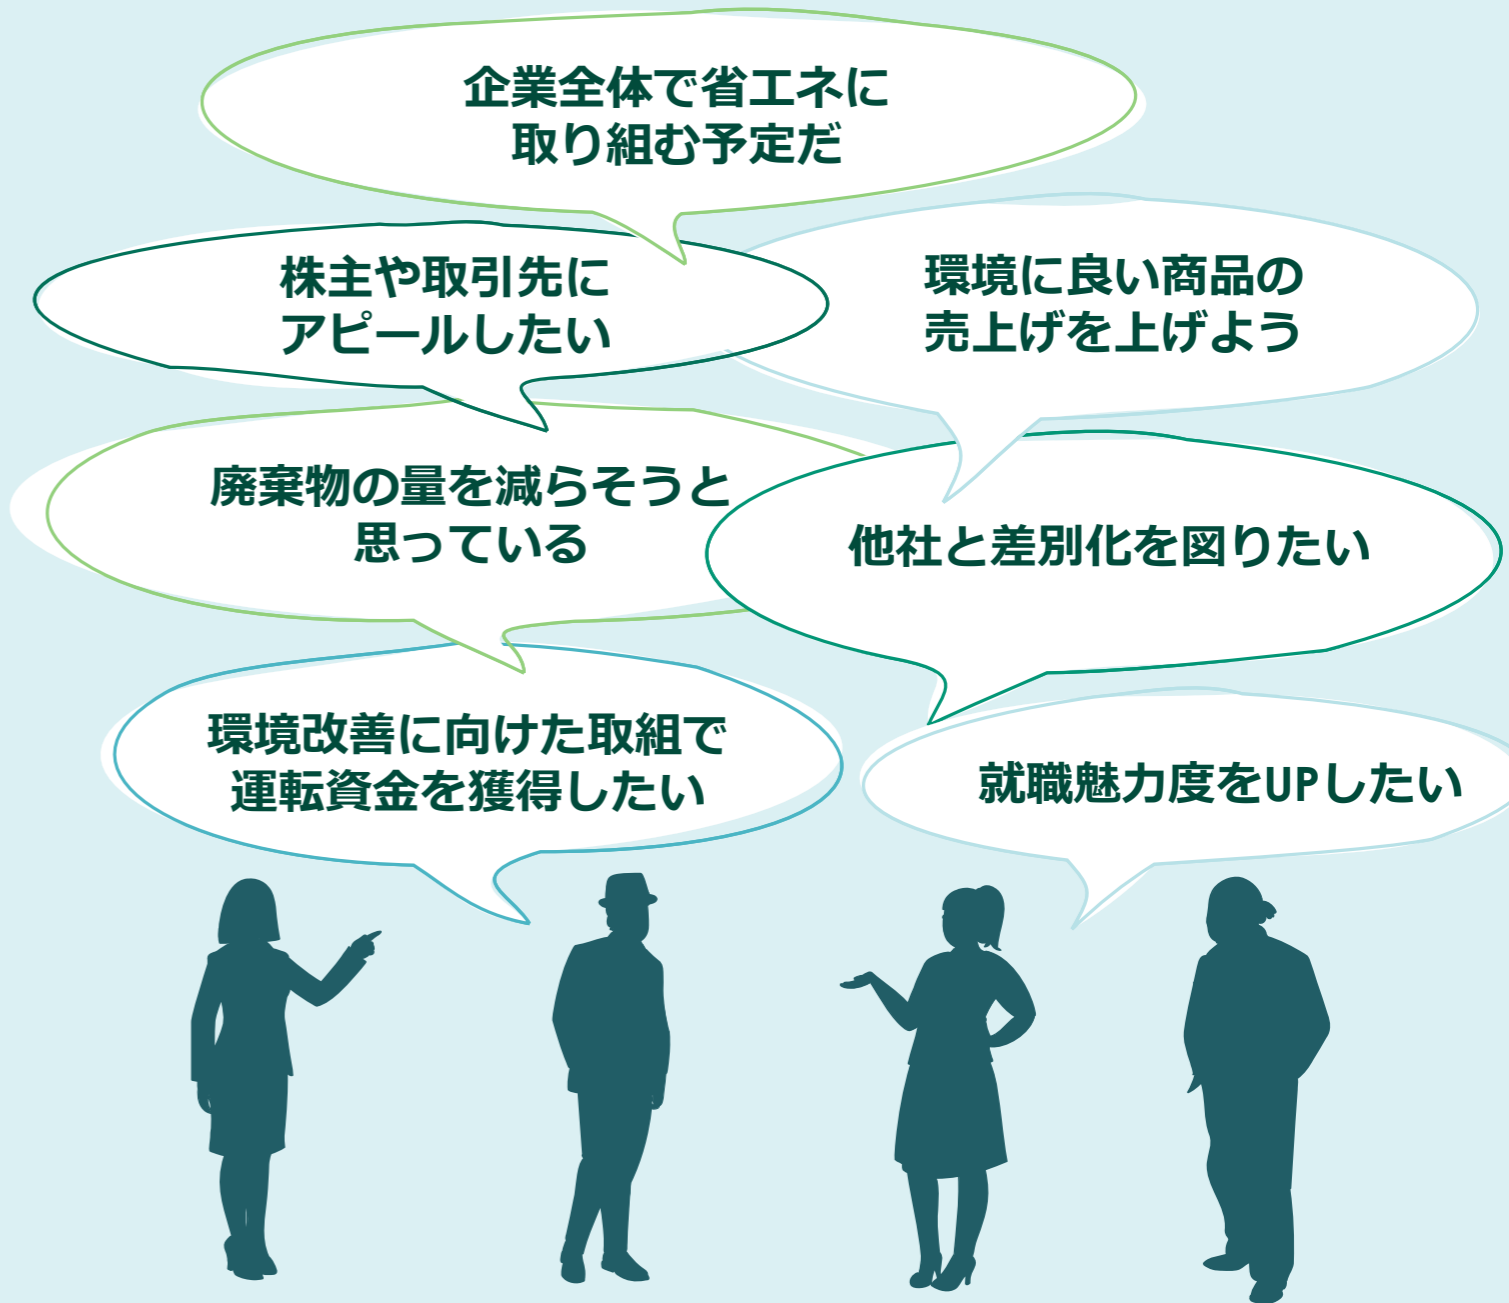 企業全体で省エネに
取り組む予定だ
株主や取引先に
アピールしたい
環境に良い商品の
売上げを上げよう
廃棄物の量を減らそうと
思っている
他社と差別化を図りたい
環境改善に向けた取組で
運転資金を獲得したい
就職魅力度をUPしたい